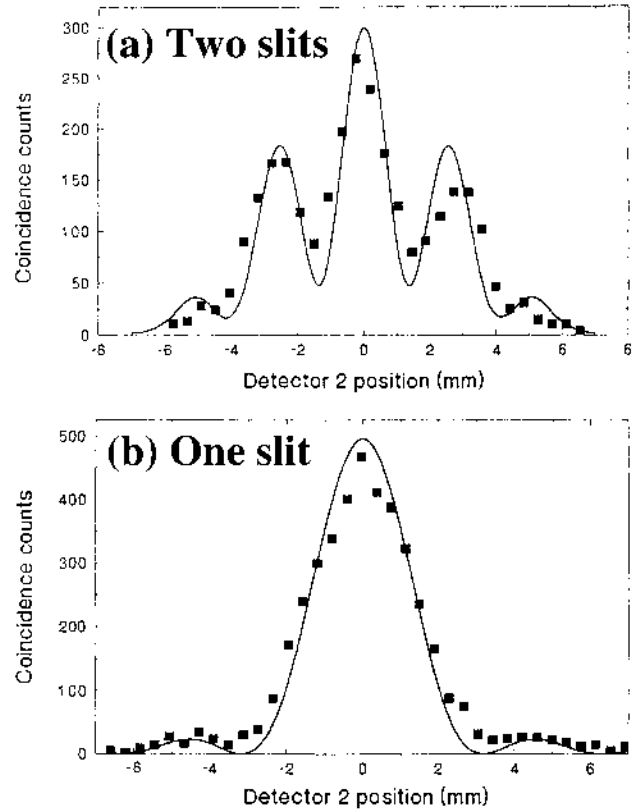 (a) Two slits
300
250
200
150
100
50
0
Coincidence counts
-8 -6 -4 -2 0 2 4 6 8
Detector 2 position (mm)
(b) One slit
500
400
300
200
100
0
Coincidence counts
-6 -4 -2 0 2 4 6
Detector 2 position (mm)